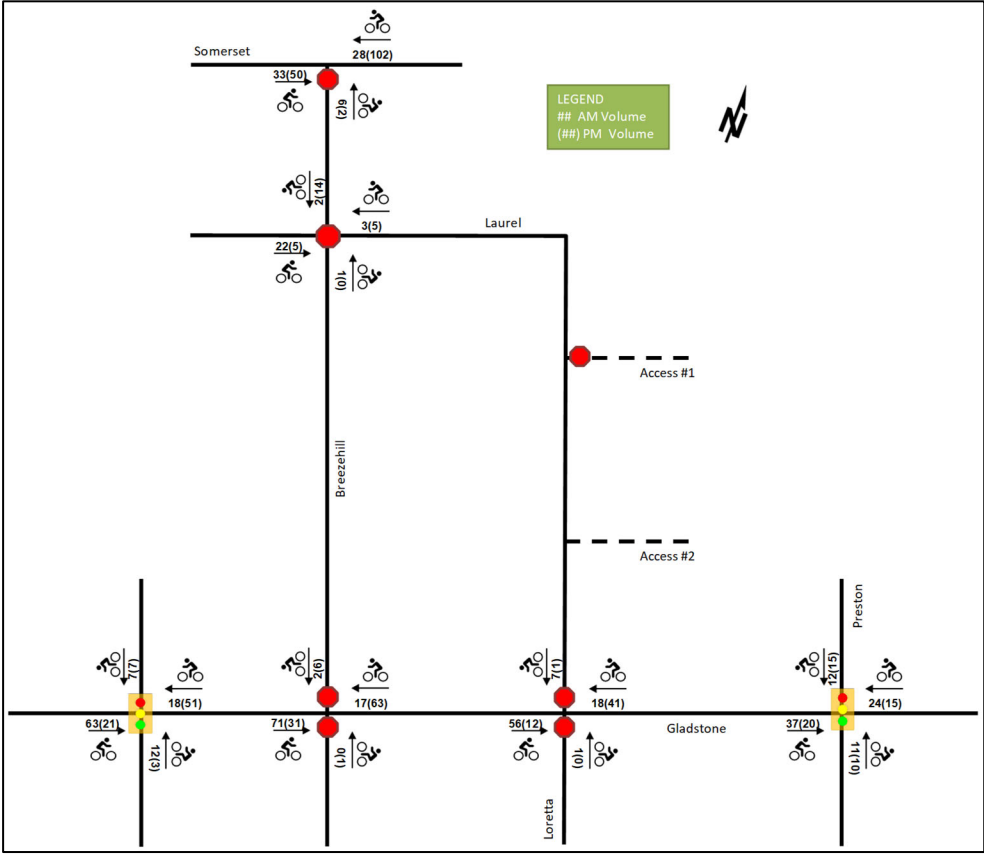 Somerset
28(102)
33(50)
6(2)
LEGEND
## AM Volume
(##) PM Volume
N
2(14)
3(5)
Laurel
22(5)
1(0)
Access #1
Breezehill
Access #2
Preston
7(7)
2(6)
7(1)
12(15)
18(51)
17(63)
18(41)
24(15)
63(21)
71(31)
56(12)
Gladstone
37(20)
12(3)
0(1)
1(0)
11(10)
Loretta